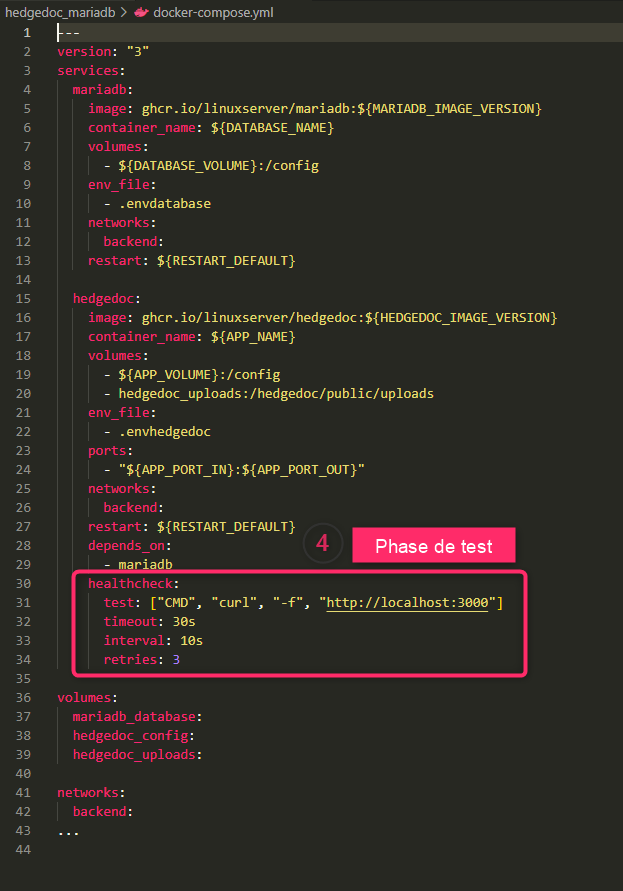 hedgedoc_mariadb > docker-compose.yml
1 ---
2 version: "3"
3 services:
4   mariadb:
5     image: ghcr.io/linuxserver/mariadb:${MARIADB_IMAGE_VERSION}
6     container_name: ${DATABASE_NAME}
7     volumes:
8       - ${DATABASE_VOLUME}:/config
9     env_file:
10       - .envdatabase
11     networks:
12       backend:
13     restart: ${RESTART_DEFAULT}
14
15   hedgedoc:
16     image: ghcr.io/linuxserver/hedgedoc:${HEDGEDOC_IMAGE_VERSION}
17     container_name: ${APP_NAME}
18     volumes:
19       - ${APP_VOLUME}:/config
20       - hedgedoc_uploads:/hedgedoc/public/uploads
21     env_file:
22       - .envhedgedoc
23     ports:
24       - "${APP_PORT_IN}:${APP_PORT_OUT}"
25     networks:
26       backend:
27     restart: ${RESTART_DEFAULT}
4 Phase de test
28     depends_on:
29       - mariadb
30     healthcheck:
31       test: ["CMD", "curl", "-f", "http://localhost:3000"]
32       timeout: 30s
33       interval: 10s
34       retries: 3
35
36 volumes:
37   mariadb_database:
38   hedgedoc_config:
39   hedgedoc_uploads:
40
41 networks:
42   backend:
43 ...
44